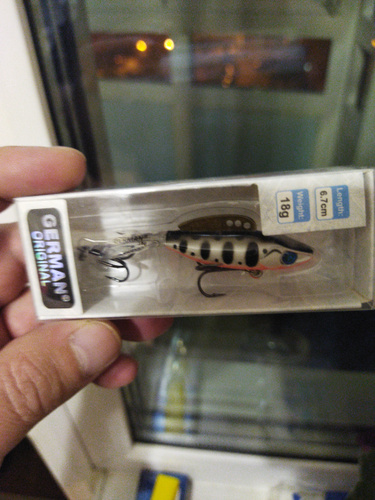 GERMAN®
ORIGINAL
Length:
6.7cm
Weight:
18g